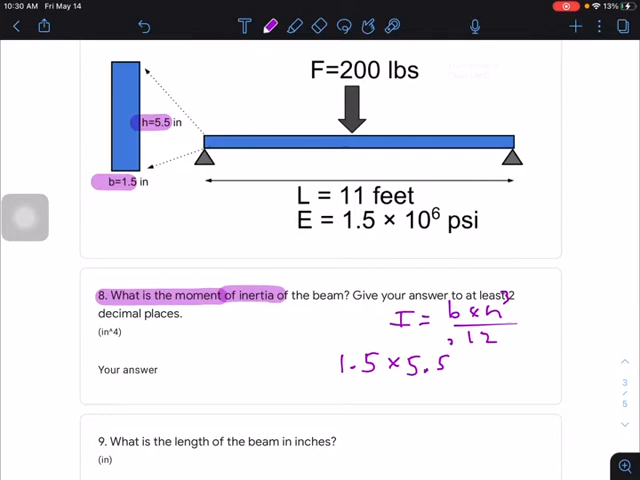 10:30 AM Fri May 14
13%
T
F=200 lbs
h=5.5 in
b=1.5 in
L = 11 feet
E = 1.5 × 10⁶ psi
8. What is the moment of inertia of the beam? Give your answer to at least 2
decimal places.
(in^4)
I = b × h³
12
1.5 × 5.5
Your answer
3
/
5
9. What is the length of the beam in inches?
(in)